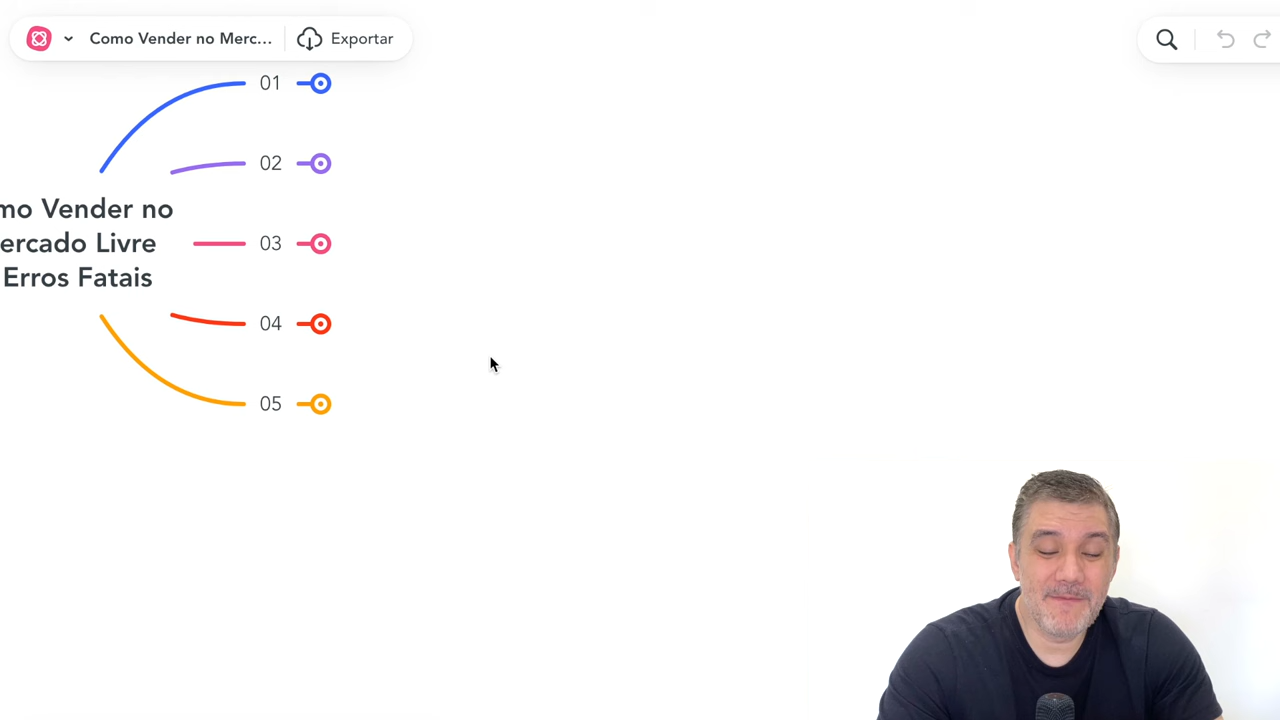 Como Vender no Merc...
Exportar
01
02
mo Vender no
ercado Livre
Erros Fatais
03
04
05